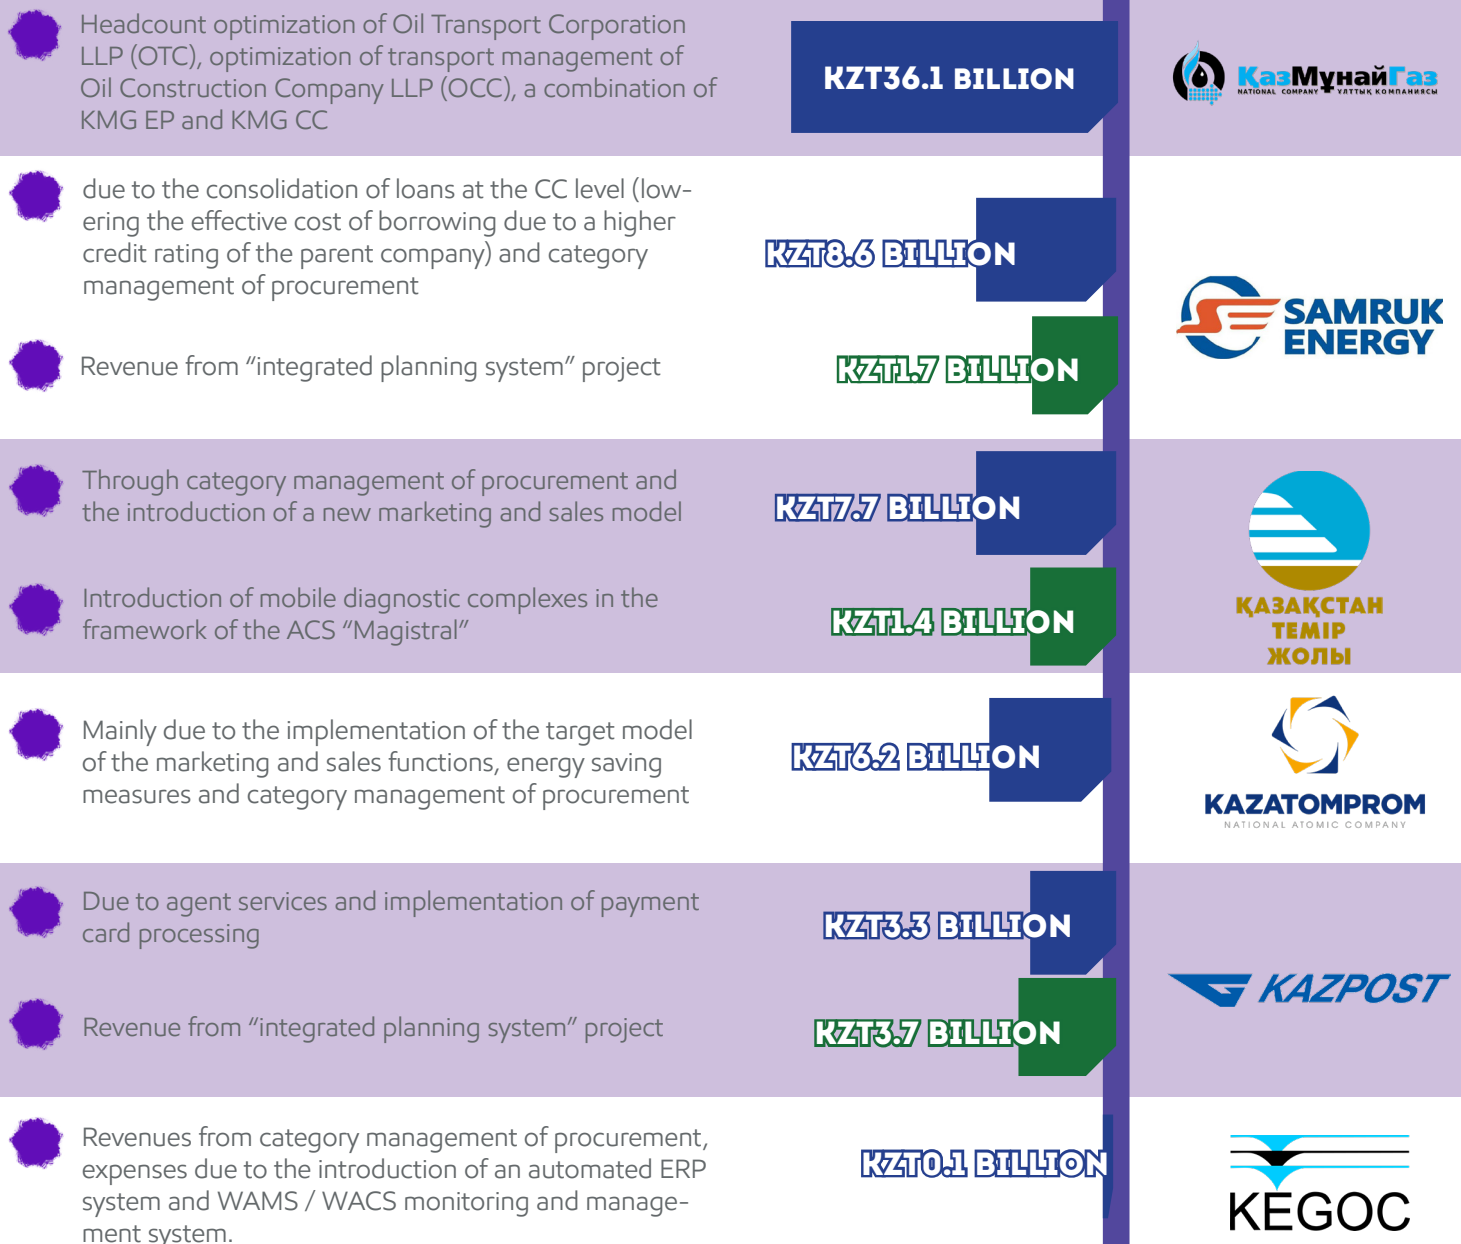 Headcount optimization of Oil Transport Corporation
LLP (OTC), optimization of transport management of
Oil Construction Company LLP (OCC), a combination of
KMG EP and KMG CC
KZT36.1 BILLION
КазМұнайГаз
NATIONAL COMPANY ҰЛТТЫҚ КОМПАНИЯСЫ
due to the consolidation of loans at the CC level (low-
ering the effective cost of borrowing due to a higher
credit rating of the parent company) and category
management of procurement
KZT8.6 BILLION
SAMRUK
ENERGY
Revenue from “integrated planning system” project
KZT1.7 BILLION
Through category management of procurement and
the introduction of a new marketing and sales model
KZT7.7 BILLION
Introduction of mobile diagnostic complexes in the
framework of the ACS “Magistral”
KZT1.4 BILLION
ҚАЗАҚСТАН
ТЕМІР
ЖОЛЫ
Mainly due to the implementation of the target model
of the marketing and sales functions, energy saving
measures and category management of procurement
KZT6.2 BILLION
KAZATOMPROM
NATIONAL ATOMIC COMPANY
Due to agent services and implementation of payment
card processing
KZT3.3 BILLION
KAZPOST
Revenue from “integrated planning system” project
KZT3.7 BILLION
Revenues from category management of procurement,
expenses due to the introduction of an automated ERP
system and WAMS / WACS monitoring and manage-
ment system.
KZT0.1 BILLION
KEGOC